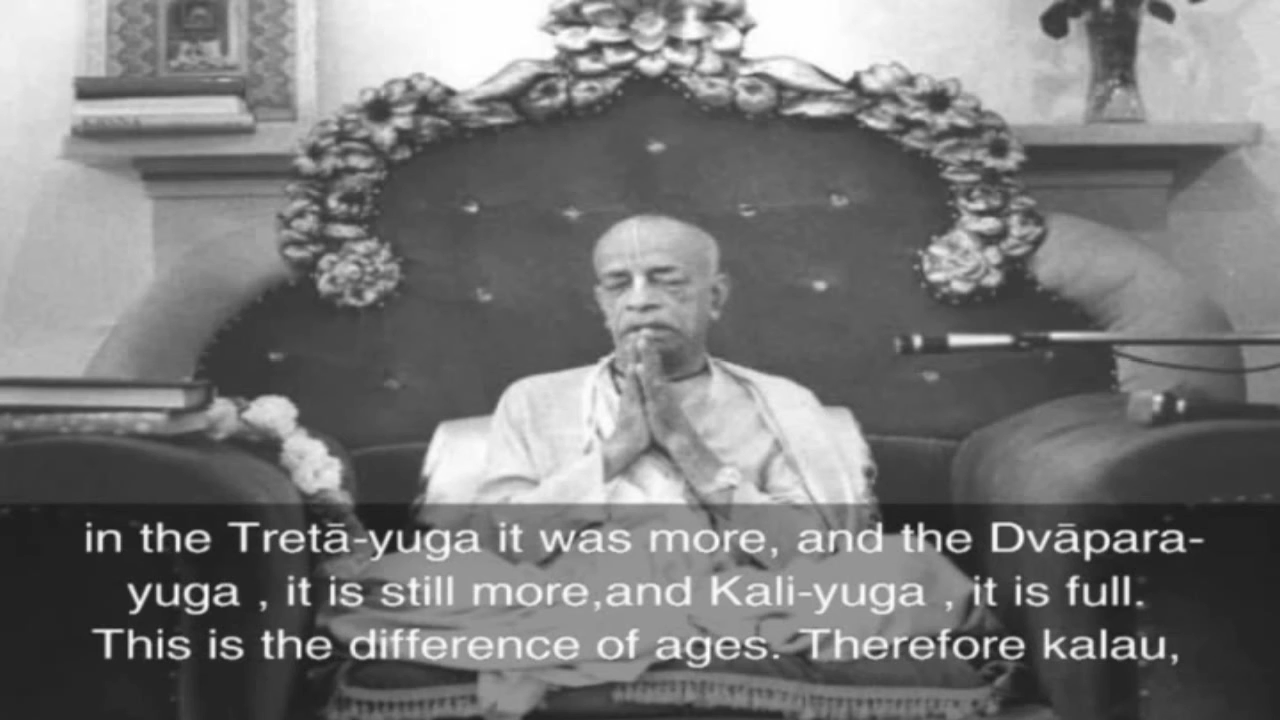 in the Tretā-yuga it was more, and the Dvāpara-
yuga , it is still more,and Kali-yuga , it is full.
This is the difference of ages. Therefore kalau,